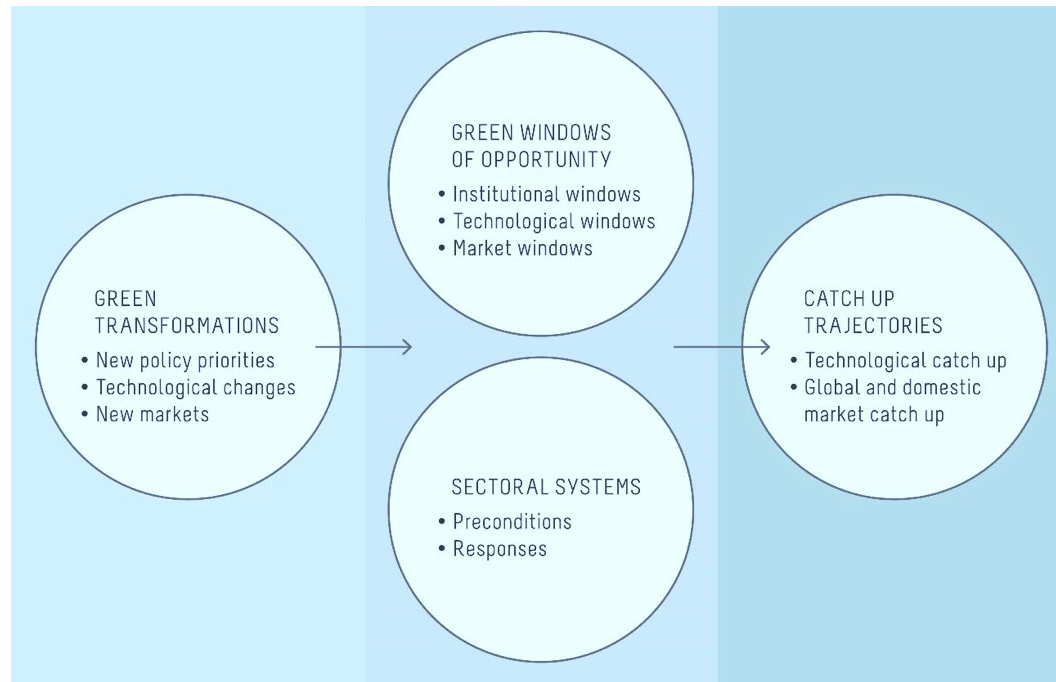 GREEN
TRANSFORMATIONS
• New policy priorities
• Technological changes
• New markets
GREEN WINDOWS
OF OPPORTUNITY
• Institutional windows
• Technological windows
• Market windows
SECTORAL SYSTEMS
• Preconditions
• Responses
CATCH UP
TRAJECTORIES
• Technological catch up
• Global and domestic
market catch up